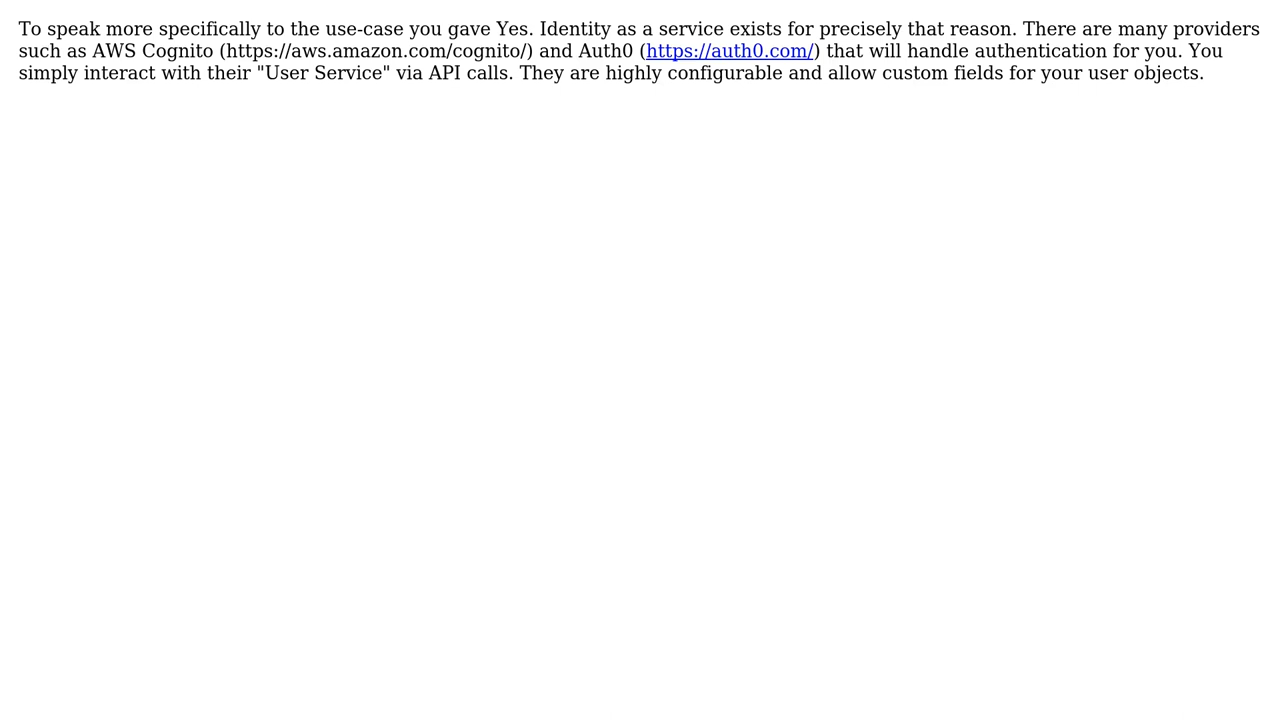 To speak more specifically to the use-case you gave Yes. Identity as a service exists for precisely that reason. There are many providers
such as AWS Cognito (https://aws.amazon.com/cognito/) and Auth0 (https://auth0.com/) that will handle authentication for you. You
simply interact with their "User Service" via API calls. They are highly configurable and allow custom fields for your user objects.